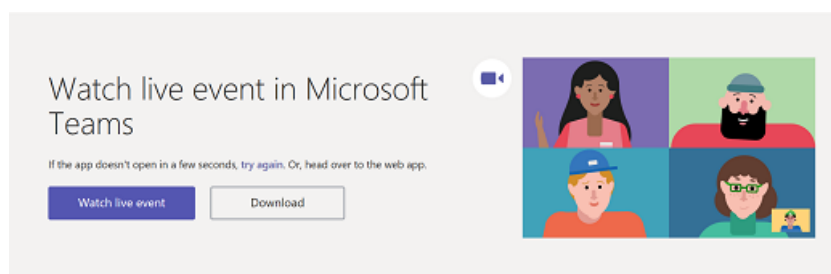 Watch live event in Microsoft
Teams
If the app doesn't open in a few seconds, try again. Or, head over to the web app.
Watch live event
Download